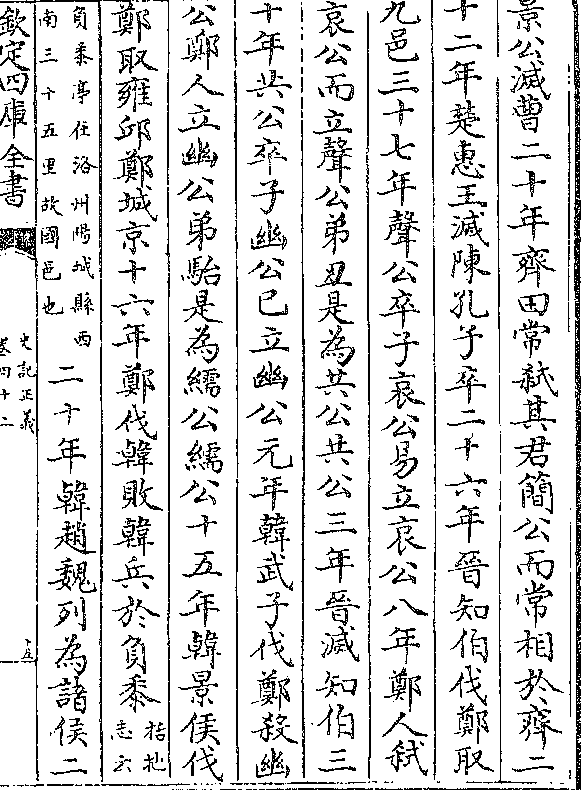 景公滅曹二十年齊田常弑其君簡公而常相於齊二
十二年楚惠王滅陳孔子卒二十六年晉知伯伐鄭取
九邑三十七年聲公卒子哀公易立哀公八年鄭人弑
哀公而立聲公弟丑是為共公共公三年晉滅知伯三
十年共公卒子幽公已立幽公元年韓武子伐鄭殺幽
公鄭人立幽公弟駘是為繻公繻公十五年韓景侯伐
鄭取雍邱鄭城京十六年鄭伐韓敗韓兵於負黍括地志云
負黍亭在洛州陽城縣西南三十五里故國邑也二十年韓趙魏列為諸侯二
欽定四庫全書
史記正義
卷四十二